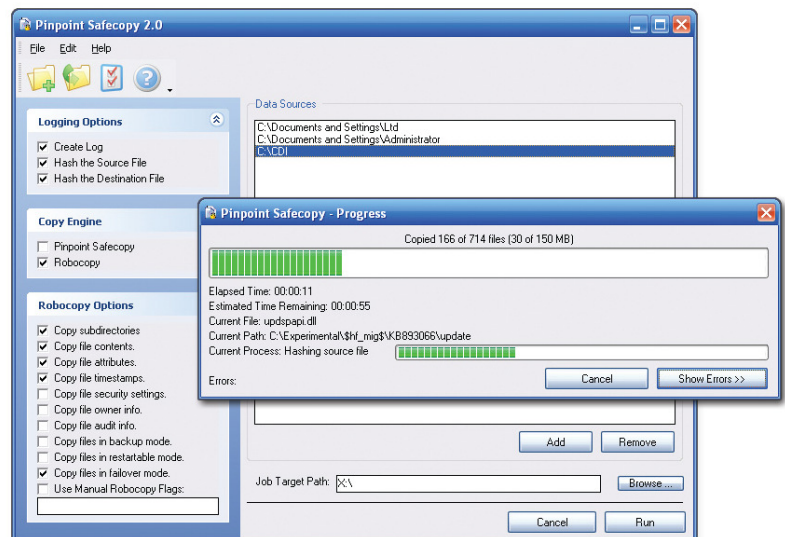 Pinpoint Safecopy 2.0
File Edit Help
Logging Options
Create Log
Hash the Source File
Hash the Destination File
Copy Engine
Pinpoint Safecopy
Robocopy
Robocopy Options
Copy subdirectories
Copy file contents.
Copy file attributes.
Copy file timestamps.
Copy file security settings.
Copy file owner info.
Copy file audit info.
Copy files in backup mode.
Copy files in restartable mode.
Copy files in failover mode.
Use Manual Robocopy Flags:
Data Sources
C:\Documents and Settings\Ltd
C:\Documents and Settings\Administrator
C:\CDI
Pinpoint Safecopy - Progress
Copied 166 of 714 files (30 of 150 MB)
Elapsed Time: 00:00:11
Estimated Time Remaining: 00:00:55
Current File: updspapi.dll
Current Path: C:\Experimental\$hf_mig$\KB893066\update
Current Process: Hashing source file
Errors:
Cancel Show Errors >>
Add Remove
Job Target Path: X:\ Browse ...
Cancel Run